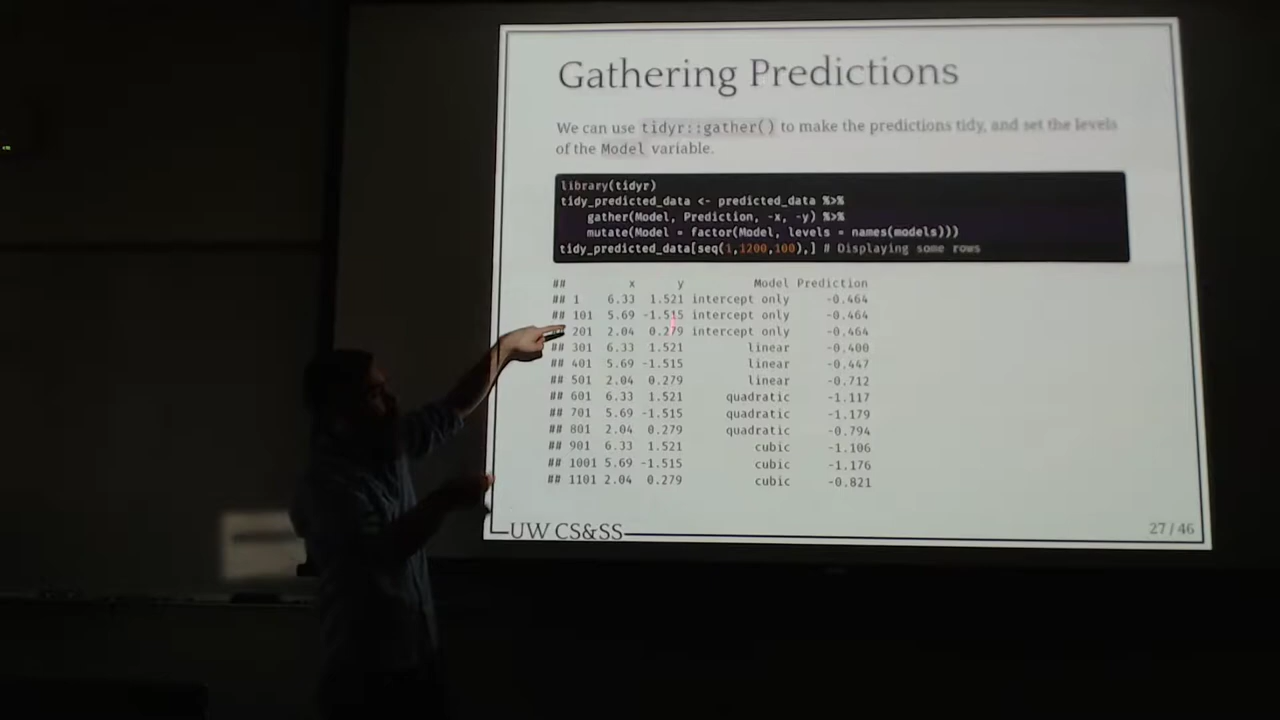 Gathering Predictions
We can use tidyr::gather() to make the predictions tidy, and set the levels
of the Model variable.
library(tidyr)
tidy_predicted_data <- predicted_data %>%
gather(Model, Prediction, -x, -y) %>%
mutate(Model = factor(Model, levels = names(models)))
tidy_predicted_data[seq(1,1200,100),] # Displaying some rows
## x y Model Prediction
## 1 6.33 1.521 intercept only -0.464
## 101 5.69 -1.515 intercept only -0.464
## 201 2.04 0.279 intercept only -0.464
## 301 6.33 1.521 linear -0.400
## 401 5.69 -1.515 linear -0.447
## 501 2.04 0.279 linear -0.712
## 601 6.33 1.521 quadratic -1.117
## 701 5.69 -1.515 quadratic -1.179
## 801 2.04 0.279 quadratic -0.794
## 901 6.33 1.521 cubic -1.106
## 1001 5.69 -1.515 cubic -1.176
## 1101 2.04 0.279 cubic -0.821
UW CS&SS 27 / 46